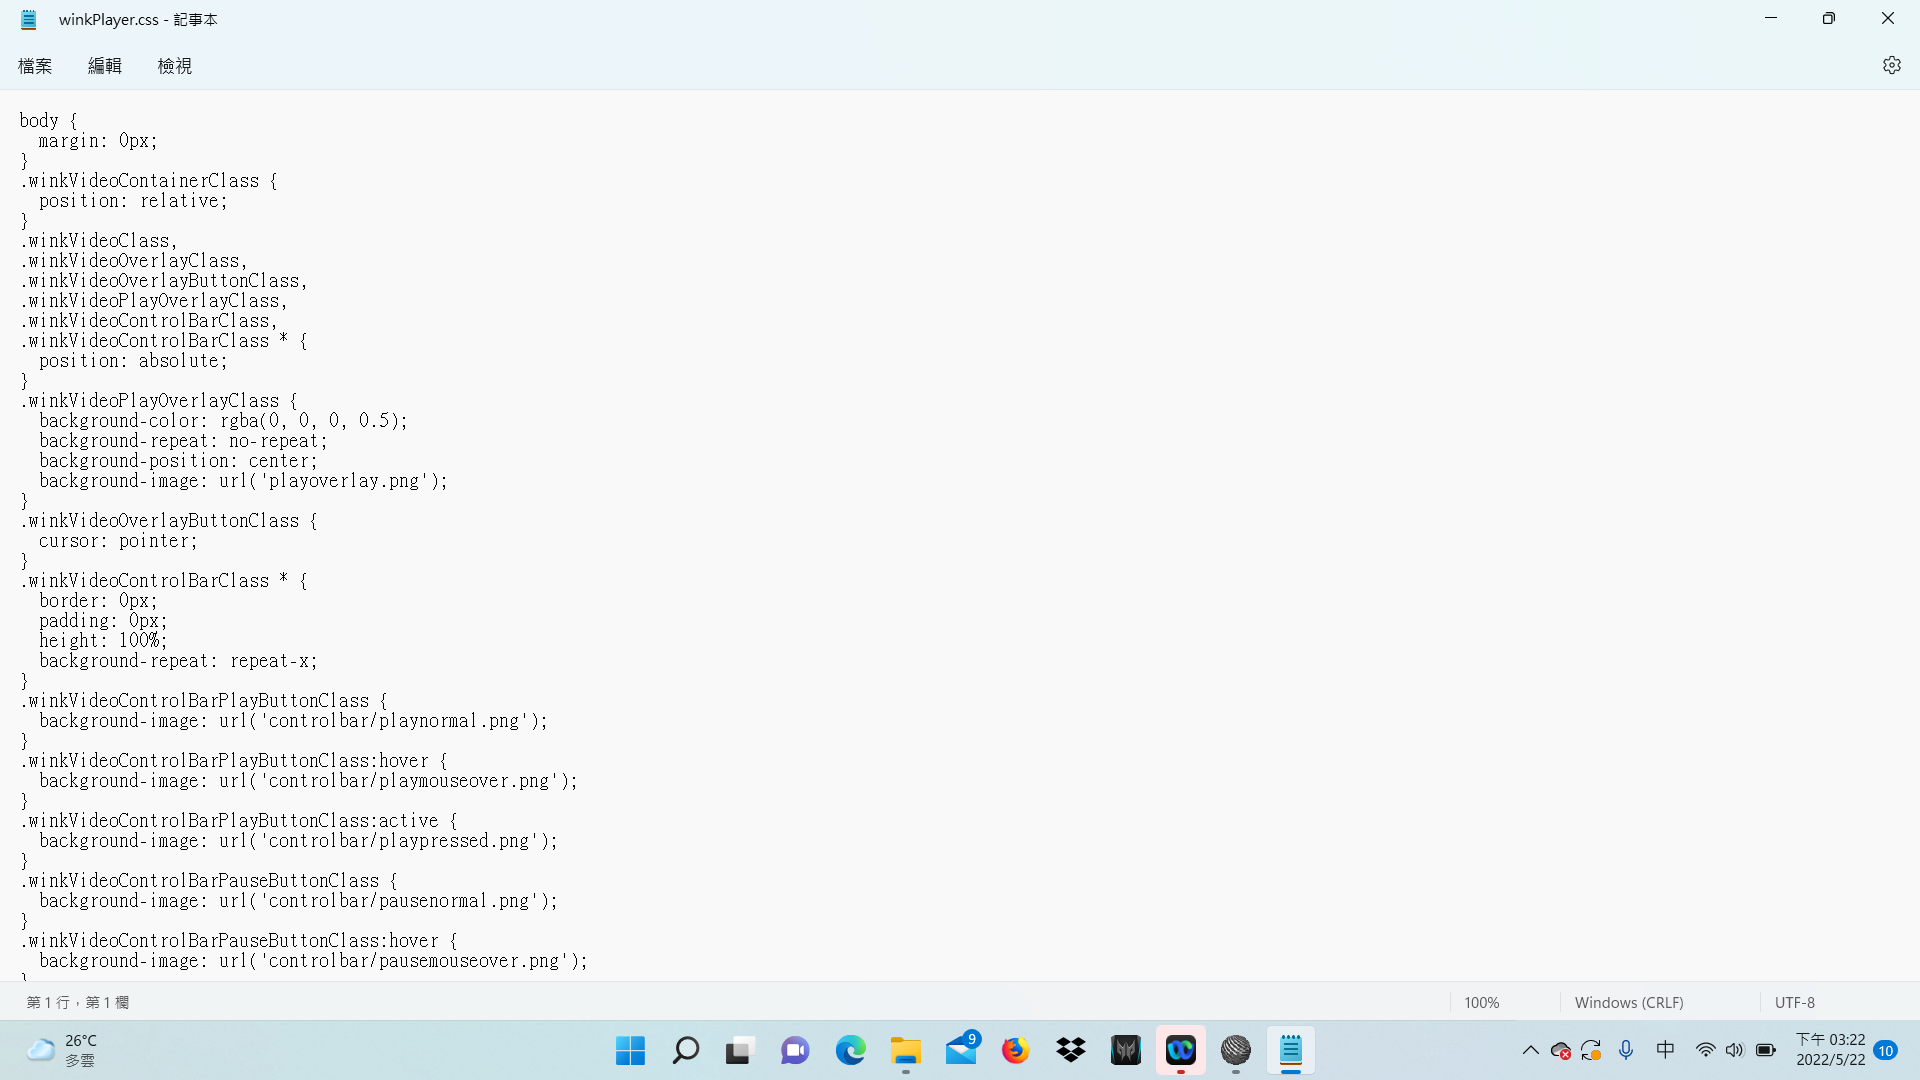 winkPlayer.css - 記事本
檔案 編輯 檢視
body {
  margin: 0px;
}
.winkVideoContainerClass {
  position: relative;
}
.winkVideoClass,
.winkVideoOverlayClass,
.winkVideoOverlayButtonClass,
.winkVideoPlayOverlayClass,
.winkVideoControlBarClass,
.winkVideoControlBarClass * {
  position: absolute;
}
.winkVideoPlayOverlayClass {
  background-color: rgba(0, 0, 0, 0.5);
  background-repeat: no-repeat;
  background-position: center;
  background-image: url('playoverlay.png');
}
.winkVideoOverlayButtonClass {
  cursor: pointer;
}
.winkVideoControlBarClass * {
  border: 0px;
  padding: 0px;
  height: 100%;
  background-repeat: repeat-x;
}
.winkVideoControlBarPlayButtonClass {
  background-image: url('controlbar/playnormal.png');
}
.winkVideoControlBarPlayButtonClass:hover {
  background-image: url('controlbar/playmouseover.png');
}
.winkVideoControlBarPlayButtonClass:active {
  background-image: url('controlbar/playpressed.png');
}
.winkVideoControlBarPauseButtonClass {
  background-image: url('controlbar/pausenormal.png');
}
.winkVideoControlBarPauseButtonClass:hover {
  background-image: url('controlbar/pausemouseover.png');
}
第 1 行，第 1 欄 100% Windows (CRLF) UTF-8
26°C
多雲
9
中
下午 03:22
2022/5/22
10